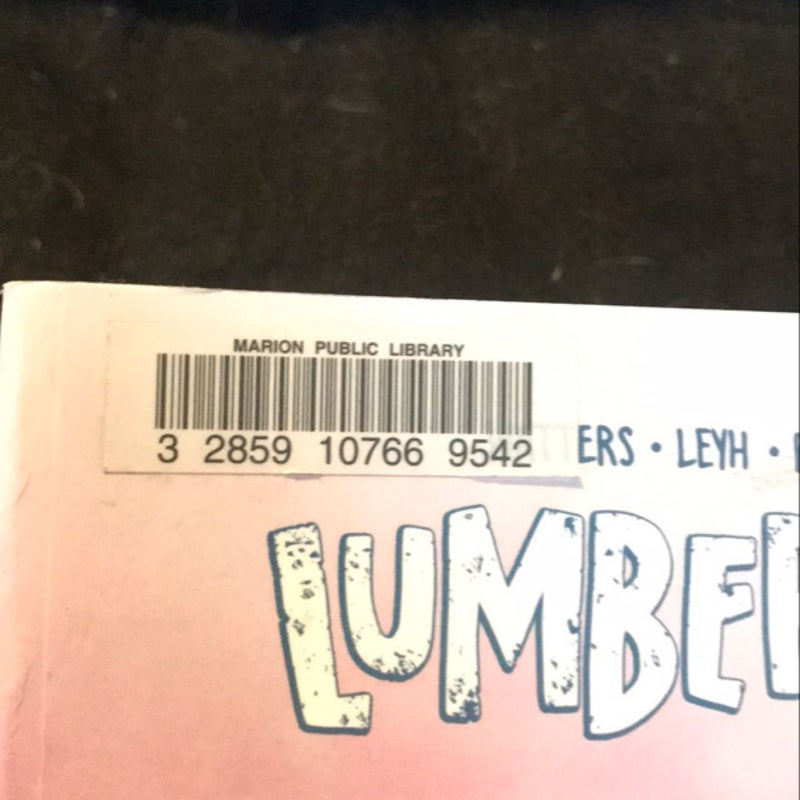 MARION PUBLIC LIBRARY
3 2859 10766 9542
ERS • LEYH •
LUMBE